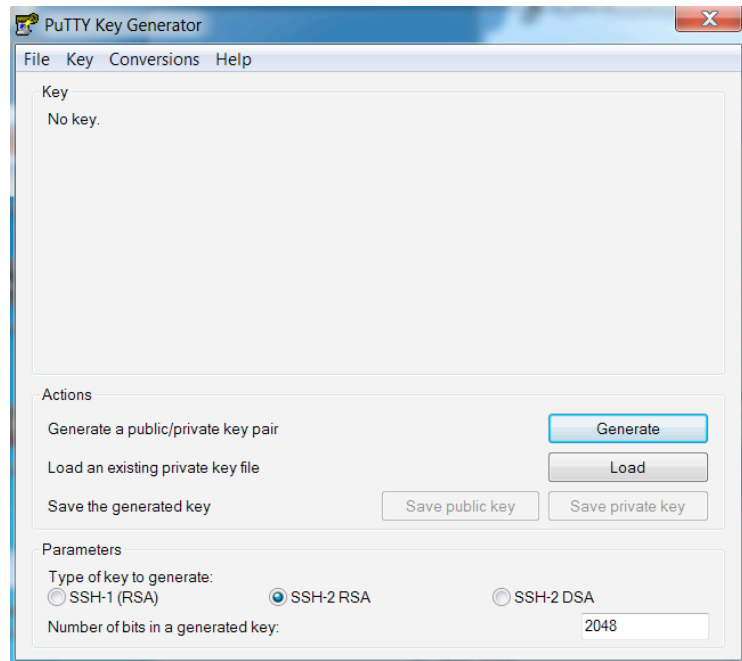 PuTTY Key Generator
File Key Conversions Help
Key
No key.
Actions
Generate a public/private key pair
Generate
Load an existing private key file
Load
Save the generated key
Save public key
Save private key
Parameters
Type of key to generate:
SSH-1 (RSA)
SSH-2 RSA
SSH-2 DSA
Number of bits in a generated key:
2048